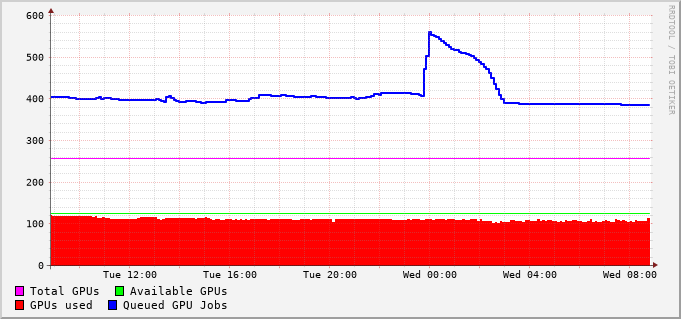 RRDTOOL / TOBI OETIKER
600
500
400
300
200
100
0
Tue 12:00 Tue 16:00 Tue 20:00 Wed 00:00 Wed 04:00 Wed 08:00
Total GPUs Available GPUs
GPUs used Queued GPU Jobs